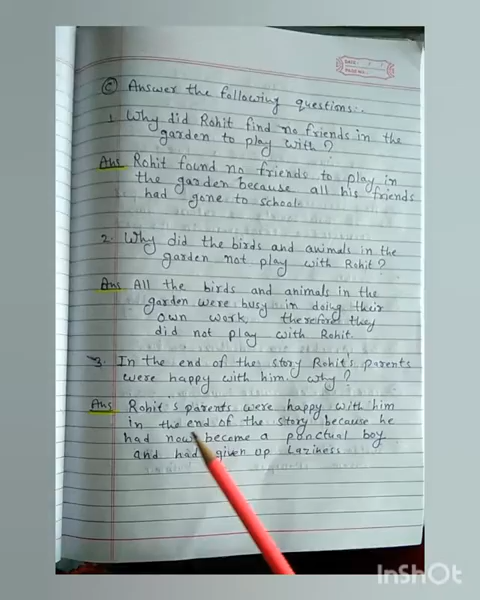 DATE: / /
PAGE NO.:
(C) Answer the following questions:-
1. Why did Rohit find no friends in the
garden to play with?
Ans Rohit found no friends to play in
the garden because all his friends
had gone to school.
2. Why did the birds and animals in the
garden not play with Rohit?
Ans All the birds and animals in the
garden were busy in doing their
own work, therefore they
did not play with Rohit.
3. In the end of the story Rohit's parents
were happy with him. Why?
Ans Rohit's parents were happy with him
in the end of the story because he
had now become a punctual boy
and had given up laziness
InShOt